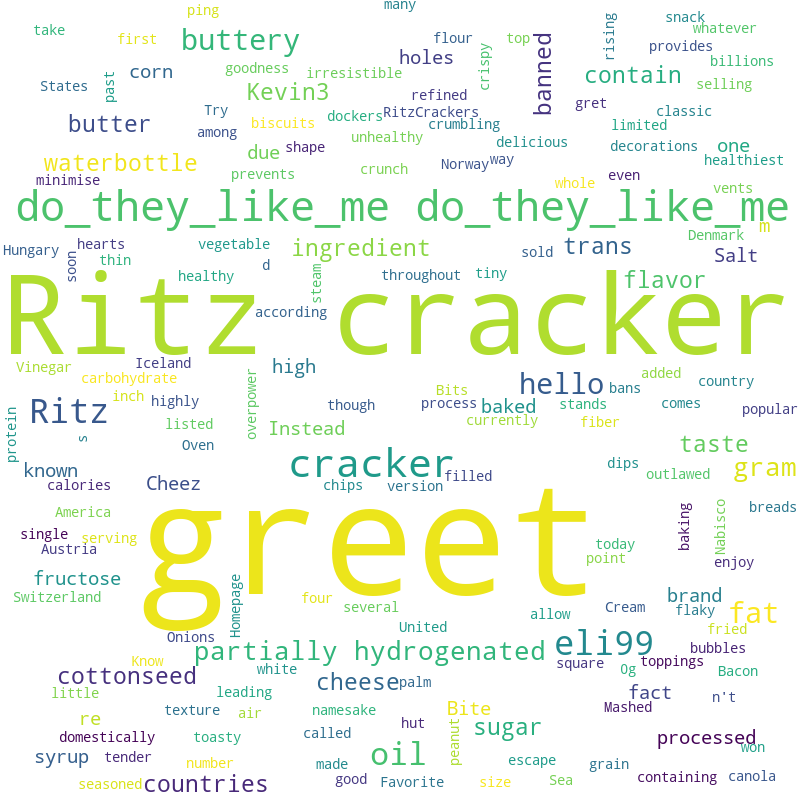 many
ping
take
first
buttery
flour
top
rising
snack
whatever
provides
billions
holes
banned
corn
goodness
irresistible
crispy
contain
selling
States
past
Kevin3
refined
gret
classic
Try
dockers
RitzCrackers
butter
biscuits
crumbling
limited
among
unhealthy
delicious
decorations
one
due
shape
waterbottle
Norway
way
healthiest
prevents
crunch
minimise
whole
even
vents
do_they_like_me do_they_like_me
m
Denmark
Hungary
hearts
vegetable
ingredient
sold
trans
Salt
soon
thin
d
healthy
steam
throughout
tiny
flavor
according
Ritz cracker
Vinegar
Iceland
high
carbohydrate
hello
bans
added
country
inch
highly
overpower
though
Bits
process
baked
stands
comes
popular
Ritz
protein
s
listed
Instead
currently
fiber
Oven
taste
known
cracker
filled
dips
gram
outlawed
calories
Cheez
chips
version
America
greet
baking
Nabisco
breads
single
serving
today
Austria
point
enjoy
fructose
Switzerland
Homepage
four
several
allow
Cream
brand
flaky
United
fried
Onions
eli99
fat
partially hydrogenated
bubbles
Know
white
square
Og
toppings
cottonseed
cheese
palm
Bacon
little
leading
fact
n't
texture
air
namesake
Bite
Mashed
re
toasty
called
hut
peanut
sugar
processed
domestically
won
syrup
tender
number
made
oil
escape
grain
seasoned
countries
good
Favorite
size
Sea
containing
canola